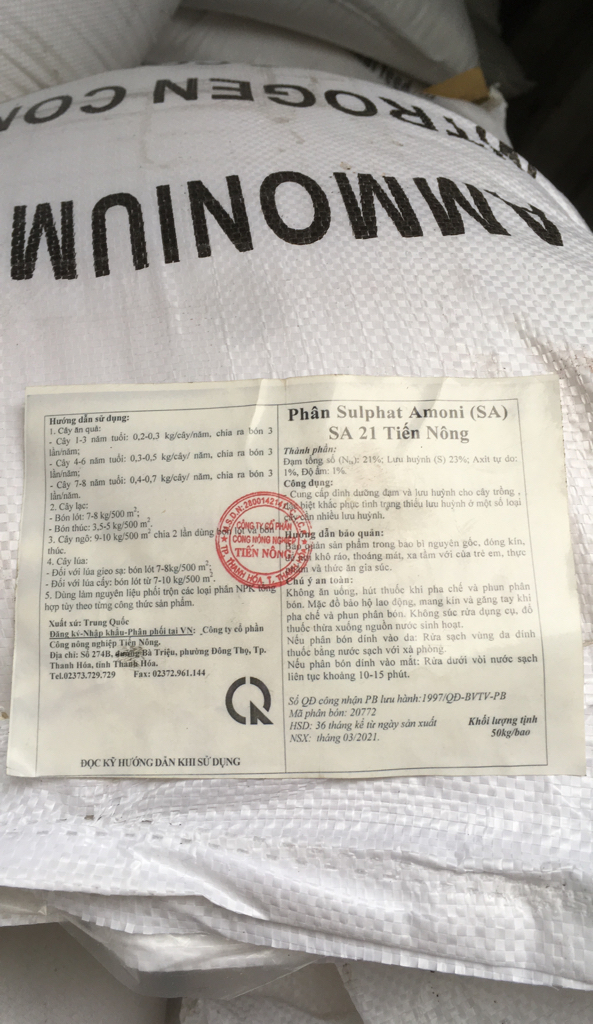 NITROGEN CON
AMMONIUM
Hướng dẫn sử dụng:
1. Cây ăn quả:
- Cây 1-3 năm tuổi: 0,2-0,3 kg/cây/năm, chia ra bón 3
lần/năm;
- Cây 4-6 năm tuổi: 0,3-0,5 kg/cây/năm, chia ra bón 3
lần/năm;
- Cây 7-8 năm tuổi: 0,4-0,7 kg/cây/năm, chia ra bón 3
lần/năm.
2. Cây lạc:
- Bón lót: 7-8 kg/500 m²;
- Bón thúc: 3,5-5 kg/500 m².
3. Cây ngô: 9-10 kg/500 m² chia 2 lần dùng bón lót và bón
thúc.
4. Cây lúa:
- Đối với lúa gieo sạ: bón lót 7-8kg/500 m²;
- Đối với lúa cấy: bón lót từ 7-10 kg/500 m².
5. Dùng làm nguyên liệu phối trộn các loại phân NPK tổng
hợp tùy theo từng công thức sản phẩm.
Xuất xứ: Trung Quốc
Đăng ký-Nhập khẩu-Phân phối tại VN: Công ty cổ phần
Công nông nghiệp Tiến Nông.
Địa chỉ: Số 274B, Bà Triệu, phường Đông Thọ, Tp.
Thanh Hóa, tỉnh Thanh Hóa.
Tel.02373.729.729 Fax: 02372.961.144
ĐỌC KỸ HƯỚNG DẪN KHI SỬ DỤNG
CÔNG TY CỔ PHẦN
CÔNG NÔNG NGHIỆP
TIẾN NÔNG
TP. THANH HÓA, T. THANH HÓA
Phân Sulphat Amoni (SA)
SA 21 Tiến Nông
Thành phần:
Đạm tổng số (Nts): 21%; Lưu huỳnh (S) 23%; Axit tự do:
1%, Độ ẩm: 1%.
Công dụng:
Cung cấp dinh dưỡng đạm và lưu huỳnh cho cây trồng ,
biệt khắc phục tình trạng thiếu lưu huỳnh ở một số loại
cây cần nhiều lưu huỳnh.
Hướng dẫn bảo quản:
Bảo quản sản phẩm trong bao bì nguyên gốc, đóng kín,
khô ráo, thoáng mát, xa tầm với của trẻ em, thực
phẩm và thức ăn gia súc.
Chú ý an toàn:
Không ăn uống, hút thuốc khi pha chế và phun phân
bón. Mặc đồ bảo hộ lao động, mang kín và găng tay khi
pha chế và phun phân bón. Không súc rửa dụng cụ, đổ
thuốc thừa xuống nguồn nước sinh hoạt.
Nếu phân bón dính vào da: Rửa sạch vùng da dính
thuốc bằng nước sạch với xà phòng.
Nếu phân bón dính vào mắt: Rửa dưới vòi nước sạch
liên tục khoảng 10-15 phút.
Số QĐ công nhận PB lưu hành:1997/QĐ-BVTV-PB
Mã phân bón: 20772
HSD: 36 tháng kể từ ngày sản xuất
NSX: tháng 03/2021.
Khối lượng tịnh
50kg/bao